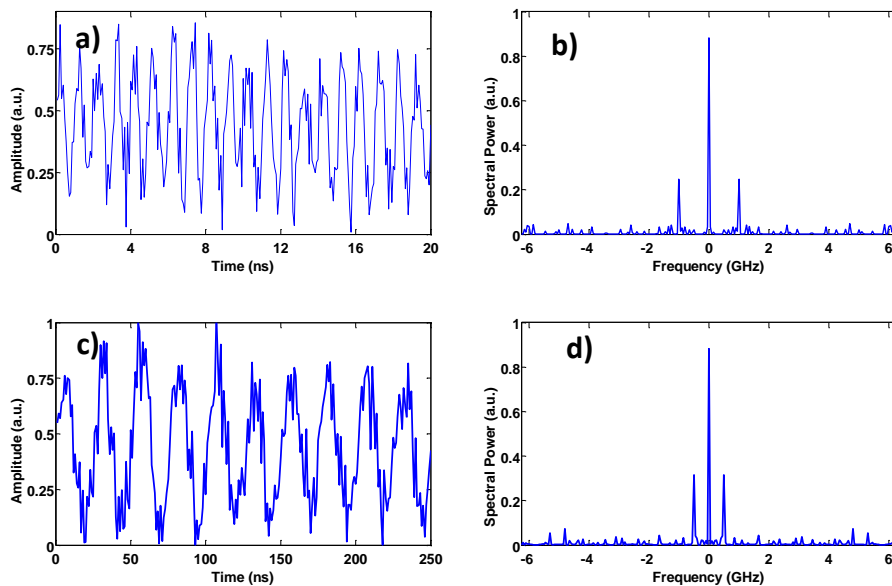 a)
0.75
0.5
0.25
0
0 4 8 12 16 20
Amplitude (a.u.)
Time (ns)
b)
1
0.8
0.6
0.4
0.2
0
-6 -4 -2 0 2 4 6
Spectral Power (a.u.)
Frequency (GHz)
c)
1
0.75
0.5
0.25
0
0 50 100 150 200 250
Amplitude (a.u.)
Time (ns)
d)
1
0.8
0.6
0.4
0.2
0
-6 -4 -2 0 2 4 6
Spectral Power (a.u.)
Frequency (GHz)